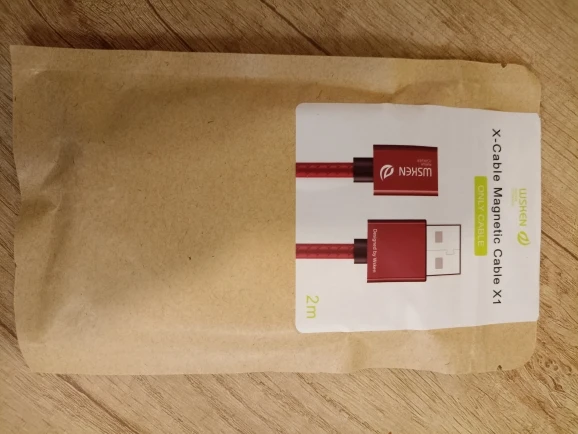 WSKEN
X-Cable Magnetic Cable X1
ONLY CABLE
WSKEN
Designed by Wsken
2m